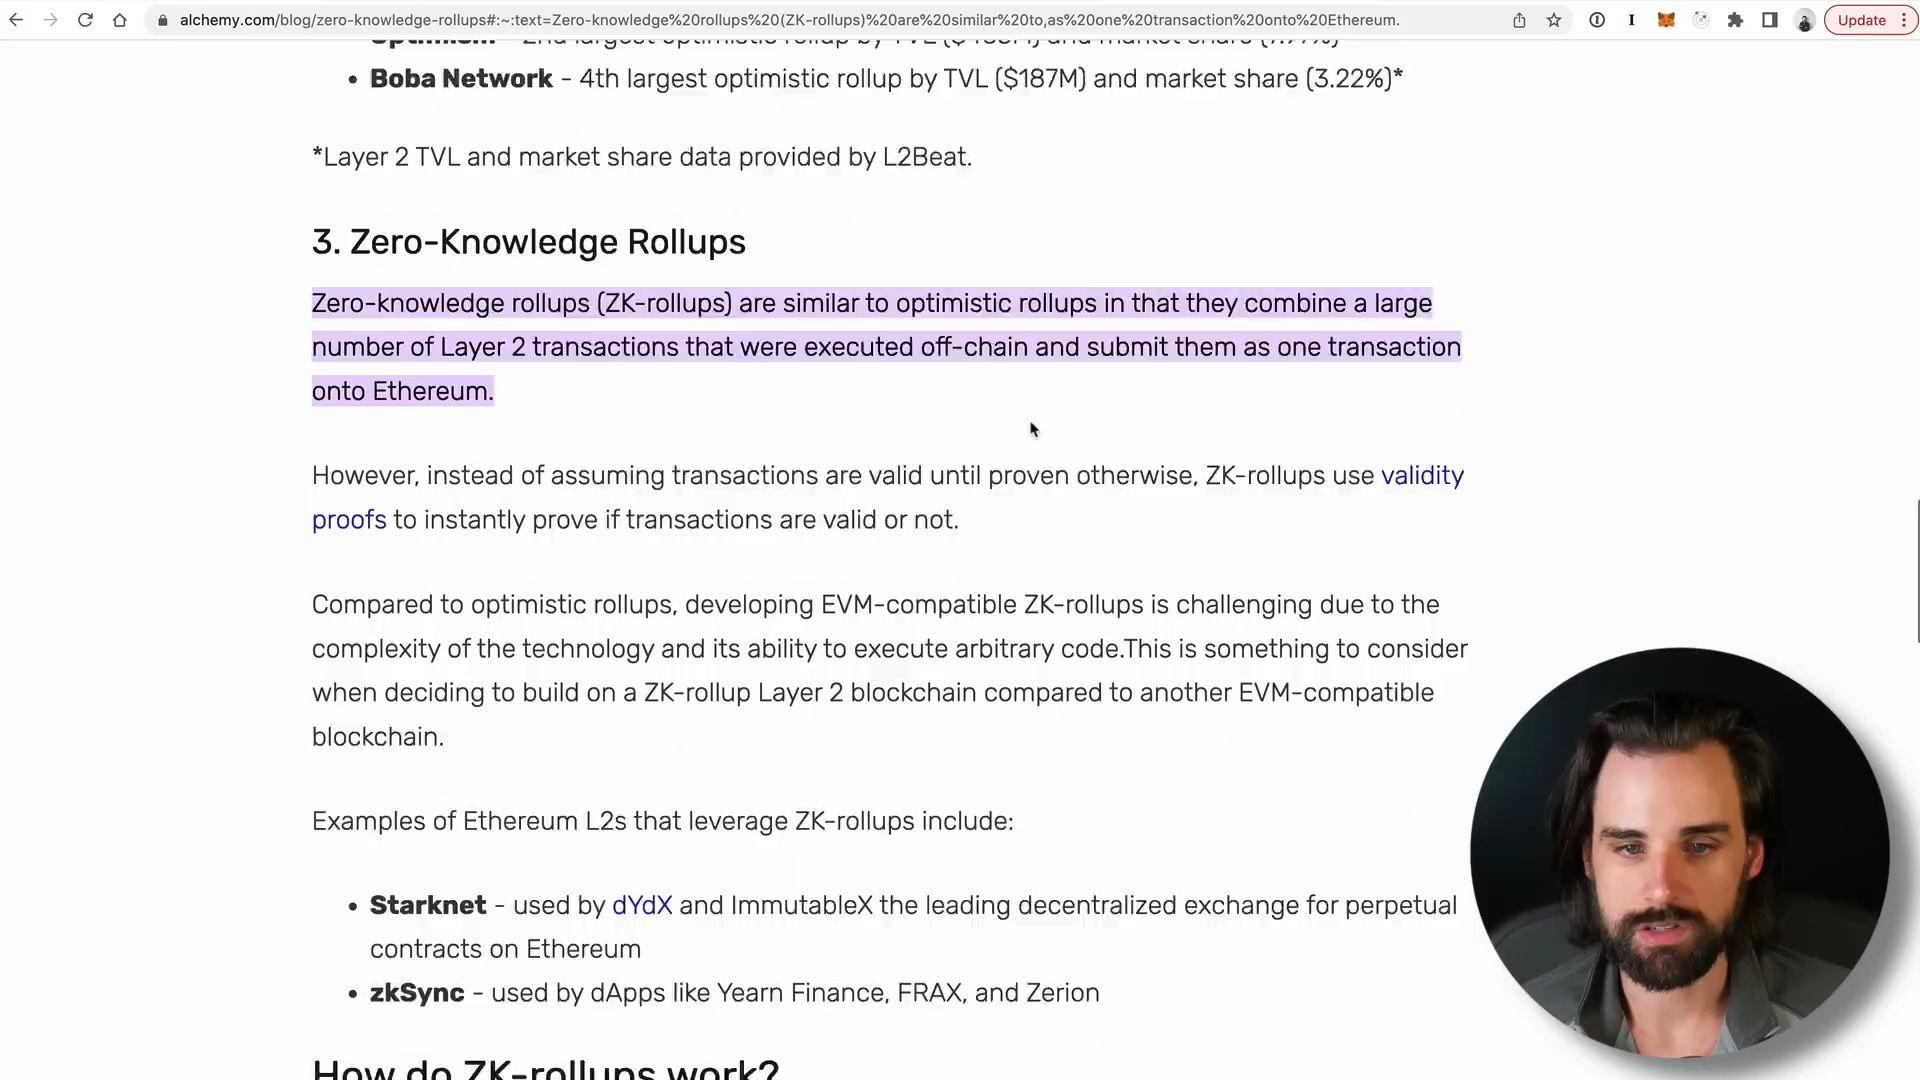 alchemy.com/blog/zero-knowledge-rollups#:~:text=Zero-knowledge%20rollups%20(ZK-rollups)%20are%20similar%20to,as%20one%20transaction%20onto%20Ethereum.
Update
Optimism - 2nd largest optimistic rollup by TVL
and market share
Boba Network - 4th largest optimistic rollup by TVL ($187M) and market share (3.22%)*
*Layer 2 TVL and market share data provided by L2Beat.
3. Zero-Knowledge Rollups
Zero-knowledge rollups (ZK-rollups) are similar to optimistic rollups in that they combine a large
number of Layer 2 transactions that were executed off-chain and submit them as one transaction
onto Ethereum.
However, instead of assuming transactions are valid until proven otherwise, ZK-rollups use validity
proofs to instantly prove if transactions are valid or not.
Compared to optimistic rollups, developing EVM-compatible ZK-rollups is challenging due to the
complexity of the technology and its ability to execute arbitrary code.This is something to consider
when deciding to build on a ZK-rollup Layer 2 blockchain compared to another EVM-compatible
blockchain.
Examples of Ethereum L2s that leverage ZK-rollups include:
Starknet - used by dYdX and ImmutableX the leading decentralized exchange for perpetual
contracts on Ethereum
zkSync - used by dApps like Yearn Finance, FRAX, and Zerion
How do ZK-rollups work?